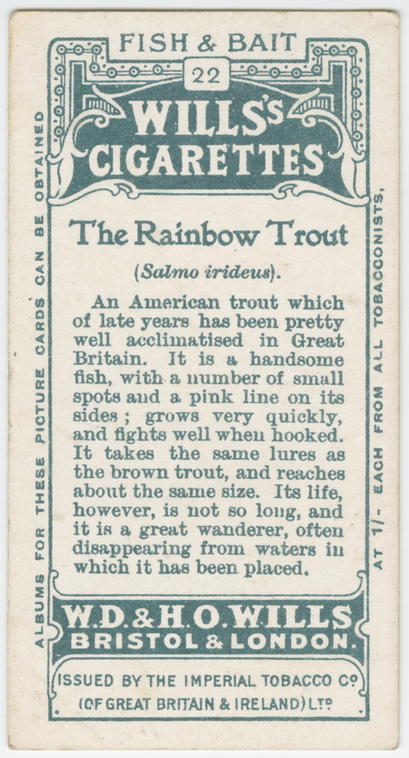 FISH & BAIT
22
WILLS'S
CIGARETTES
The Rainbow Trout
(Salmo irideus).
An American trout which
of late years has been pretty
well acclimatised in Great
Britain. It is a handsome
fish, with a number of small
spots and a pink line on its
sides; grows very quickly,
and fights well when hooked.
It takes the same lures as
the brown trout, and reaches
about the same size. Its life,
however, is not so long, and
it is a great wanderer, often
disappearing from waters in
which it has been placed.
W.D. & H.O. WILLS
BRISTOL & LONDON.
ISSUED BY THE IMPERIAL TOBACCO Co.
(OF GREAT BRITAIN & IRELAND) LTD.
ALBUMS FOR THESE PICTURE CARDS CAN BE OBTAINED
AT 1/- EACH FROM ALL TOBACCONISTS,